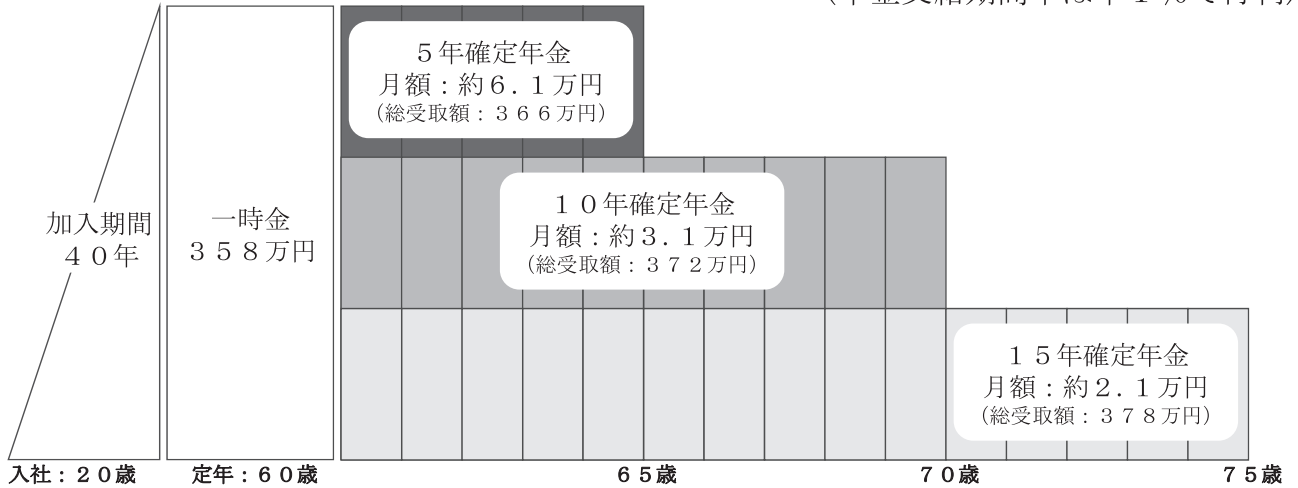 5年確定年金
月額：約6.1万円
（総受取額：366万円）
10年確定年金
月額：約3.1万円
（総受取額：372万円）
15年確定年金
月額：約2.1万円
（総受取額：378万円）
加入期間
40年
一時金
358万円
入社：20歳
定年：60歳
65歳
70歳
75歳